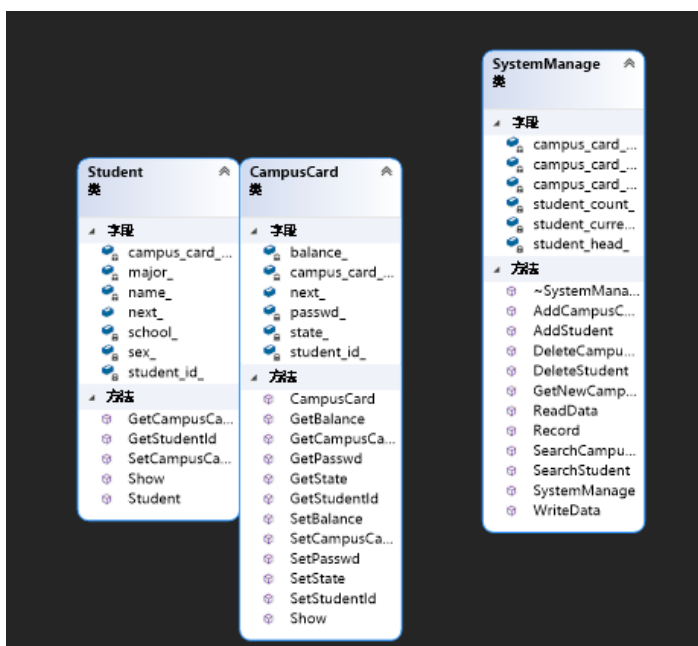 Student
类
字段
campus_card_...
major_
name_
next_
school_
sex_
student_id_
方法
GetCampusCa...
GetStudentId
SetCampusCa...
Show
Student
CampusCard
类
字段
balance_
campus_card_...
next_
passwd_
state_
student_id_
方法
CampusCard
GetBalance
GetCampusCa...
GetPasswd
GetState
GetStudentId
SetBalance
SetCampusCa...
SetPasswd
SetState
SetStudentId
Show
SystemManage
类
字段
campus_card_...
campus_card_...
campus_card_...
student_count_
student_curre...
student_head_
方法
~SystemMana...
AddCampusC...
AddStudent
DeleteCampu...
DeleteStudent
GetNewCamp...
ReadData
Record
SearchCampu...
SearchStudent
SystemManage
WriteData